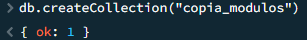 > db.createCollection("copia_modulos")
< { ok: 1 }